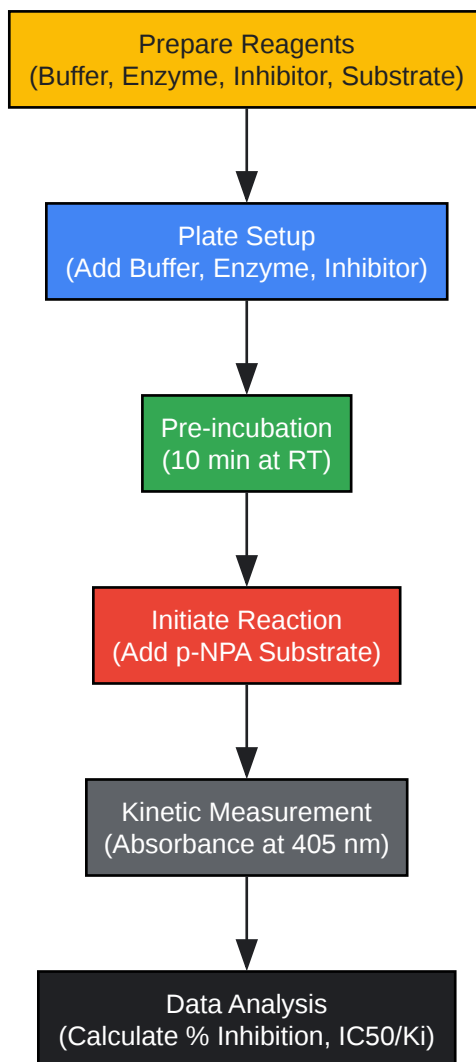 Prepare Reagents
(Buffer, Enzyme, Inhibitor, Substrate)
Plate Setup
(Add Buffer, Enzyme, Inhibitor)
Pre-incubation
(10 min at RT)
Initiate Reaction
(Add p-NPA Substrate)
Kinetic Measurement
(Absorbance at 405 nm)
Data Analysis
(Calculate % Inhibition, IC50/Ki)